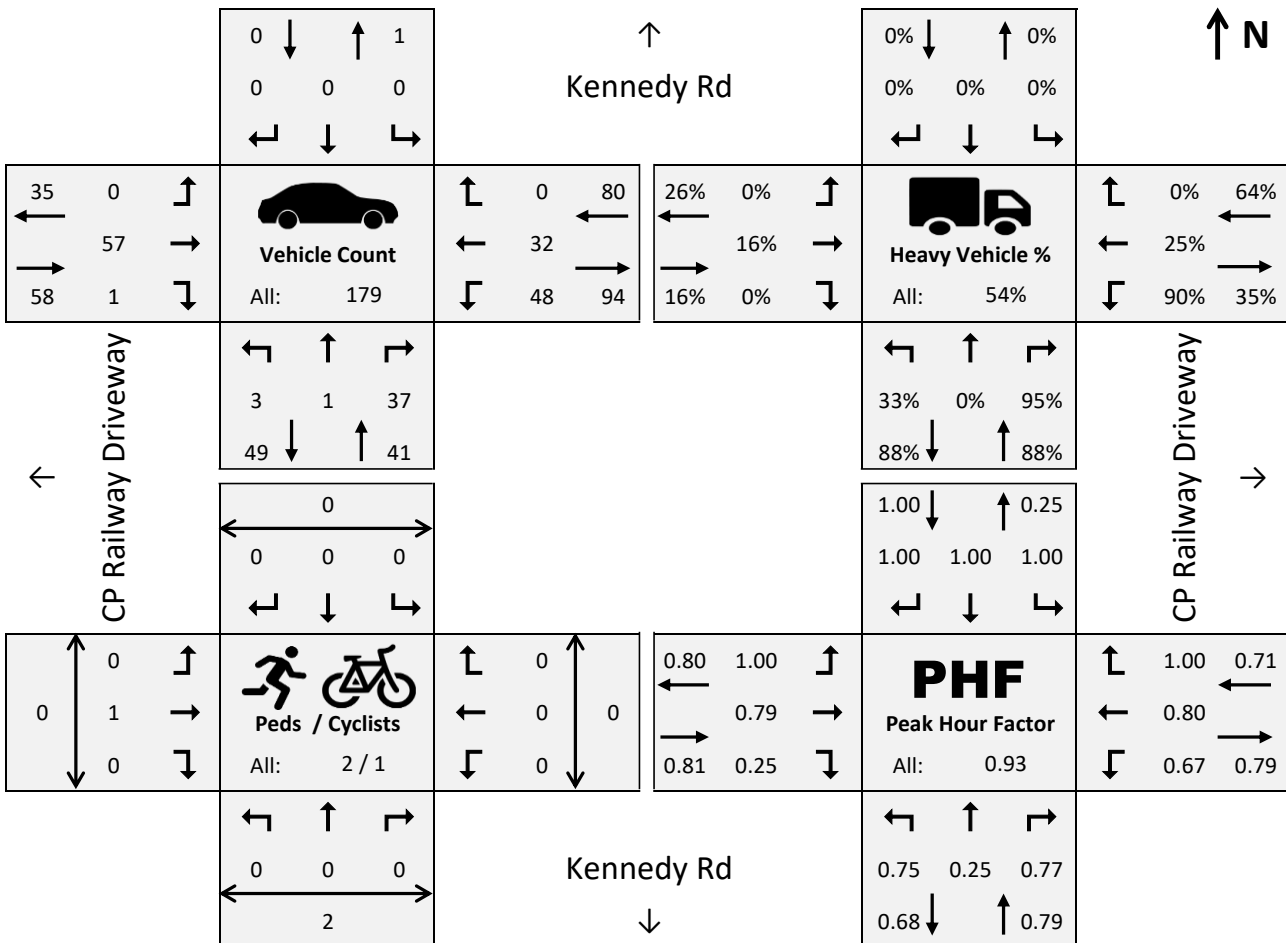 0 1
0% 0%
N
Kennedy Rd
0 0 0
0% 0% 0%
35 0
0 80
26% 0%
0% 64%
57
Vehicle Count
32
16%
Heavy Vehicle %
25%
58 1
All: 179
48 94
16% 0%
All: 54%
90% 35%
CP Railway Driveway
3 1 37
33% 0% 95%
CP Railway Driveway
49 41
88% 88%
0
1.00 0.25
0 0 0
1.00 1.00 1.00
0
0
0.80 1.00
PHF
1.00 0.71
0 1
Peds / Cyclists
0 0
0.79
Peak Hour Factor
0.80
0
All: 2 / 1
0
0.81 0.25
All: 0.93
0.67 0.79
0 0 0
Kennedy Rd
0.75 0.25 0.77
2
0.68 0.79